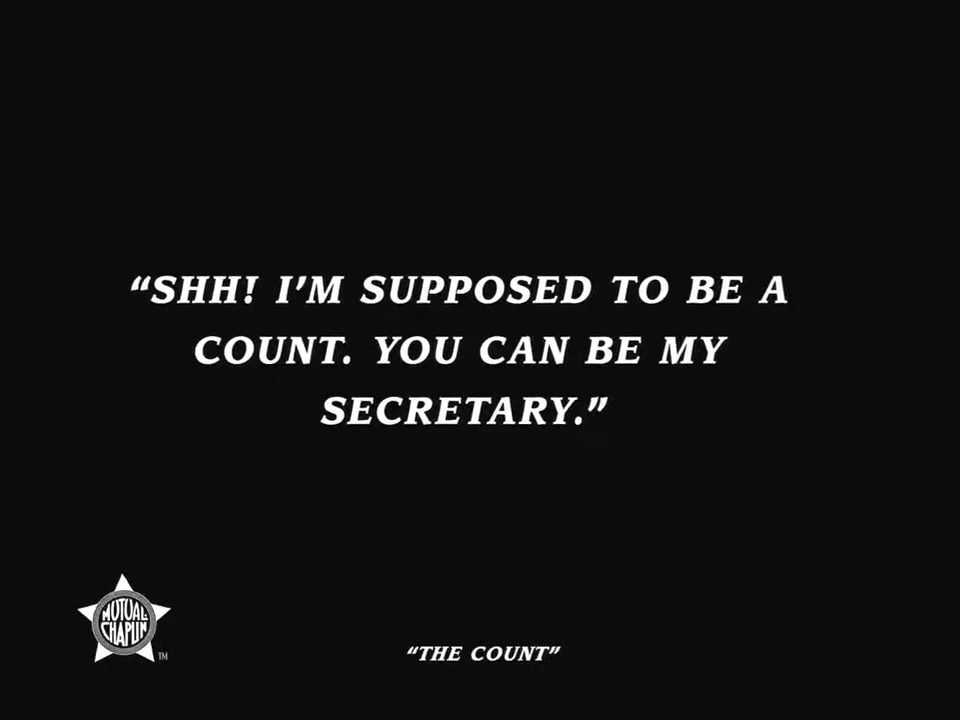 “SHH! I’M SUPPOSED TO BE A
COUNT. YOU CAN BE MY
SECRETARY.”
MUTUAL
CHAPLIN
TM
“THE COUNT”